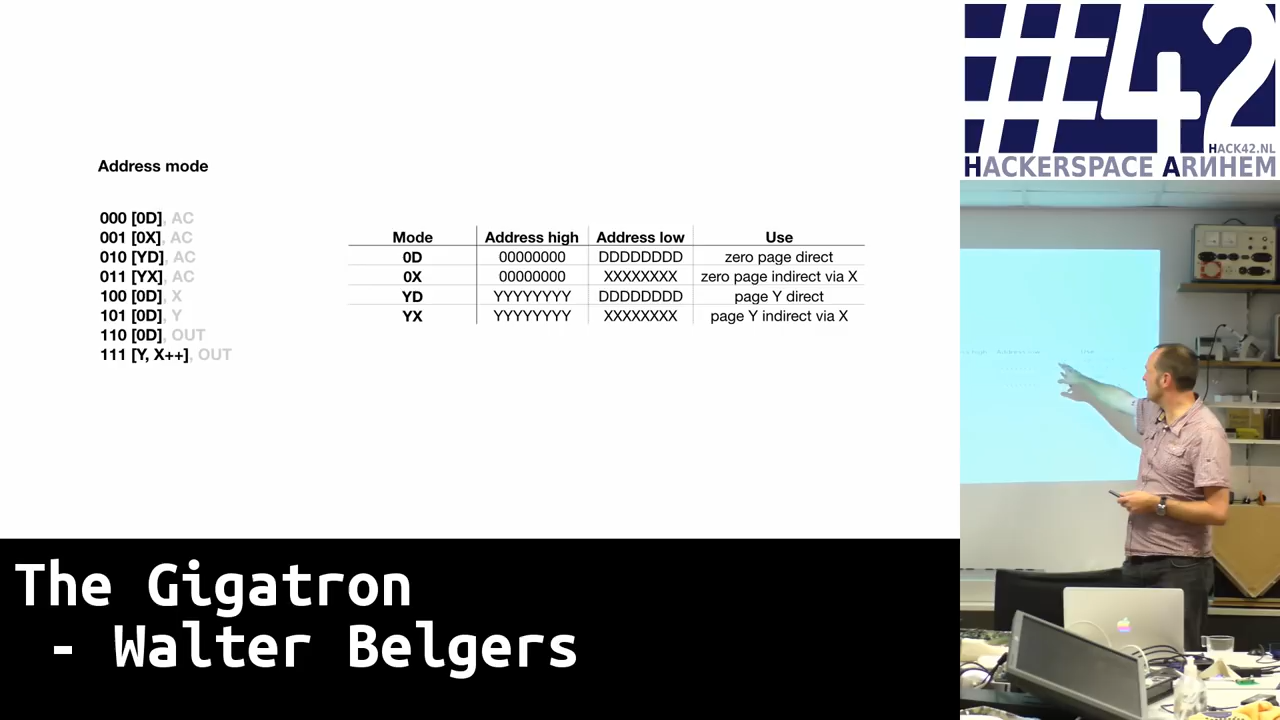 #42
HACK42.NL
HACKERSPACE ARИHEM
Address mode
000 [0D], AC
001 [0X], AC
010 [YD], AC
011 [YX], AC
100 [0D], X
101 [0D], Y
110 [0D], OUT
111 [Y, X++], OUT
Mode Address high Address low Use
0D 00000000 DDDDDDDD zero page direct
0X 00000000 XXXXXXXX zero page indirect via X
YD YYYYYYYY DDDDDDDD page Y direct
YX YYYYYYYY XXXXXXXX page Y indirect via X
The Gigatron
- Walter Belgers